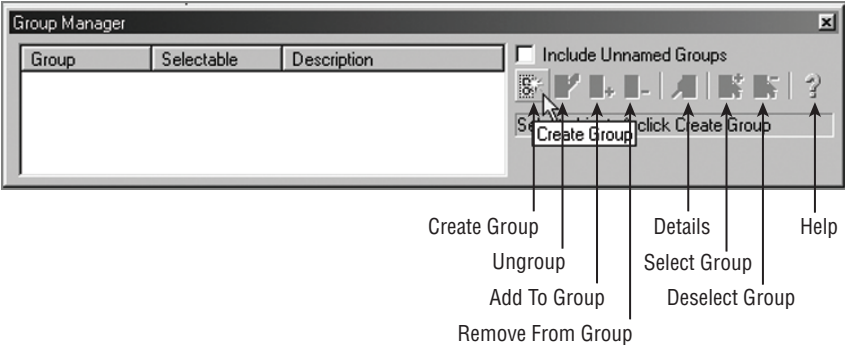 Group Manager
Group Selectable Description
Include Unnamed Groups
click Create Group
Create Group
Create Group Details Help
Ungroup Select Group
Add To Group Deselect Group
Remove From Group